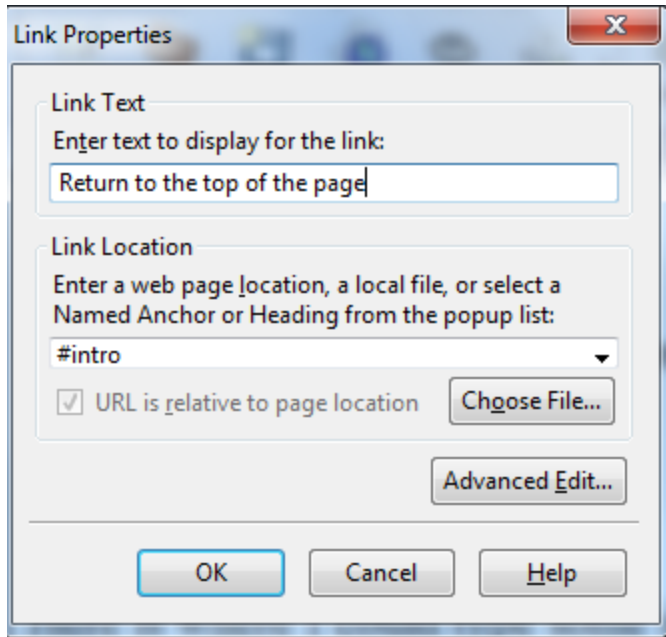 Link Properties
Link Text
Enter text to display for the link:
Return to the top of the page
Link Location
Enter a web page location, a local file, or select a
Named Anchor or Heading from the popup list:
#intro
URL is relative to page location
Choose File...
Advanced Edit...
OK
Cancel
Help